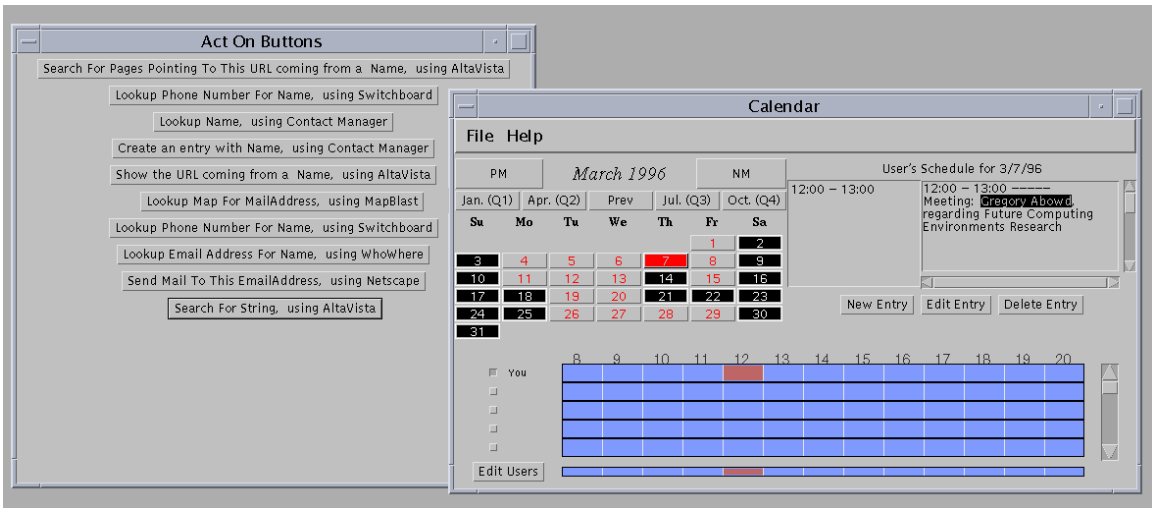 Act On Buttons
Search For Pages Pointing To This URL coming from a Name, using AltaVista
Lookup Phone Number For Name, using Switchboard
Lookup Name, using Contact Manager
Create an entry with Name, using Contact Manager
Show the URL coming from a Name, using AltaVista
Lookup Map For MailAddress, using MapBlast
Lookup Phone Number For Name, using Switchboard
Lookup Email Address For Name, using WhoWhere
Send Mail To This EmailAddress, using Netscape
Search For String, using AltaVista
Calendar
File Help
PM March 1996 NM
Jan. (Q1) Apr. (Q2) Prev Jul. (Q3) Oct. (Q4)
Su Mo Tu We Th Fr Sa
1 2
3 4 5 6 7 8 9
10 11 12 13 14 15 16
17 18 19 20 21 22 23
24 25 26 27 28 29 30
31
User's Schedule for 3/7/96
12:00 – 13:00
12:00 – 13:00 –––––
Meeting: Gregory Abowd,
regarding Future Computing
Environments Research
New Entry Edit Entry Delete Entry
8 9 10 11 12 13 14 15 16 17 18 19 20
You
Edit Users